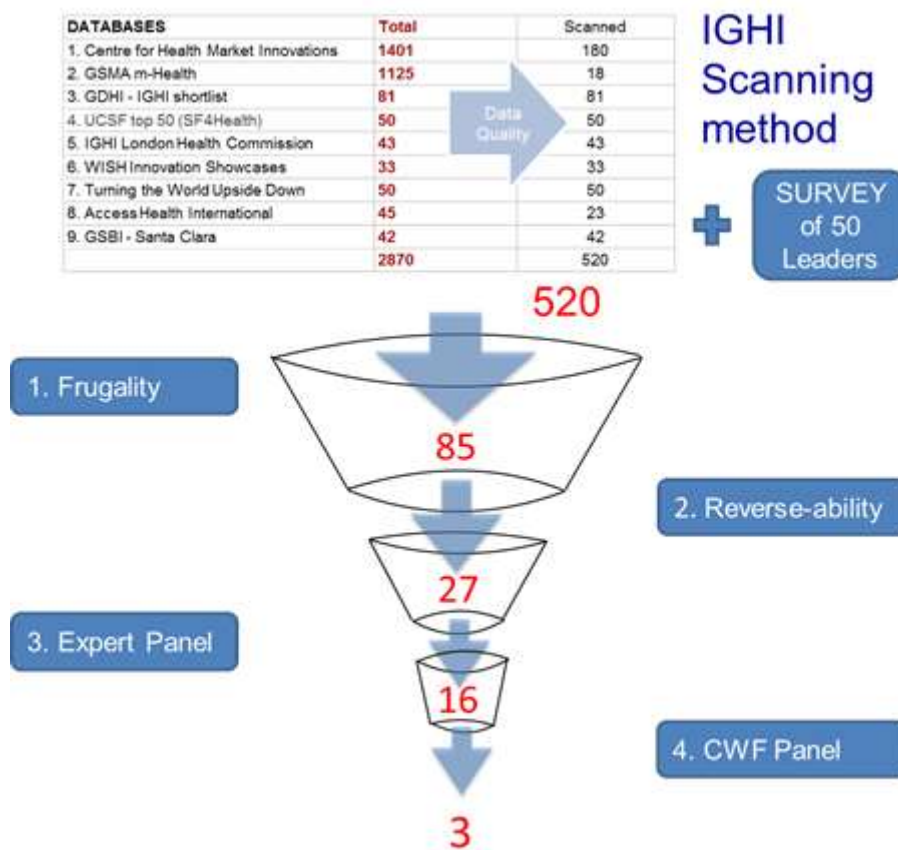 DATABASES Total Scanned
1. Centre for Health Market Innovations 1401 180
2. GSMA m-Health 1125 18
3. GDHI - IGHI shortlist 81 81
4. UCSF top 50 (SF4Health) 50 50
5. IGHI London Health Commission 43 43
6. WISH Innovation Showcases 33 33
7. Turning the World Upside Down 50 50
8. Access Health International 45 23
9. GSBI - Santa Clara 42 42
2870 520
Data
Quality
IGHI
Scanning
method
SURVEY
of 50
Leaders
520
1. Frugality
85
2. Reverse-ability
27
3. Expert Panel
16
4. CWF Panel
3